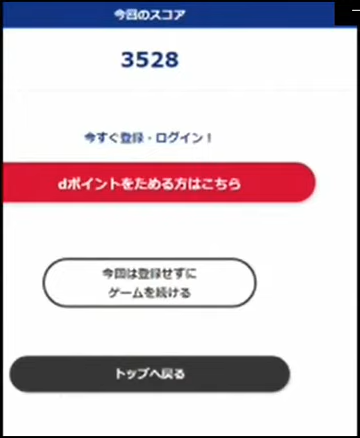 今回のスコア
3528
今すぐ登録・ログイン！
dポイントをためる方はこちら
今回は登録せずに
ゲームを続ける
トップへ戻る